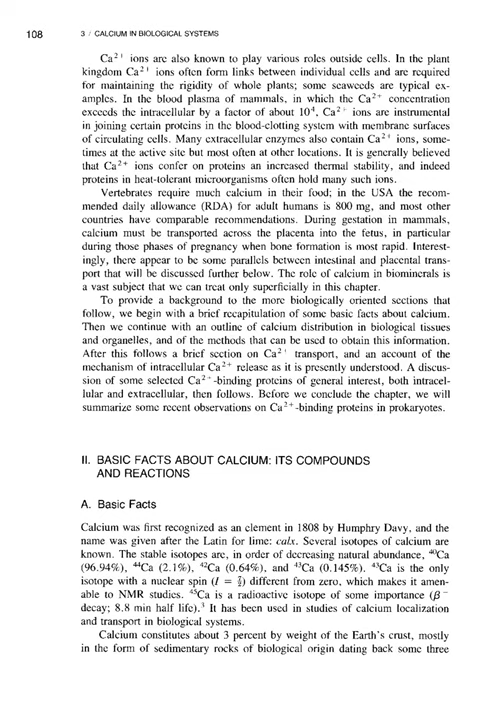 108
3 / CALCIUM IN BIOLOGICAL SYSTEMS
Ca²⁺ ions are also known to play various roles outside cells. In the plant
kingdom Ca²⁺ ions often form links between individual cells and are required
for maintaining the rigidity of whole plants; some seaweeds are typical ex-
amples. In the blood plasma of mammals, in which the Ca²⁺ concentration
exceeds the intracellular by a factor of about 10⁴, Ca²⁺ ions are instrumental
in joining certain proteins in the blood-clotting system with membrane surfaces
of circulating cells. Many extracellular enzymes also contain Ca²⁺ ions, some-
times at the active site but most often at other locations. It is generally believed
that Ca²⁺ ions confer on proteins an increased thermal stability, and indeed
proteins in heat-tolerant microorganisms often hold many such ions.
Vertebrates require much calcium in their food; in the USA the recom-
mended daily allowance (RDA) for adult humans is 800 mg, and most other
countries have comparable recommendations. During gestation in mammals,
calcium must be transported across the placenta into the fetus, in particular
during those phases of pregnancy when bone formation is most rapid. Interest-
ingly, there appear to be some parallels between intestinal and placental trans-
port that will be discussed further below. The role of calcium in biominerals is
a vast subject that we can treat only superficially in this chapter.
To provide a background to the more biologically oriented sections that
follow, we begin with a brief recapitulation of some basic facts about calcium.
Then we continue with an outline of calcium distribution in biological tissues
and organelles, and of the methods that can be used to obtain this information.
After this follows a brief section on Ca²⁺ transport, and an account of the
mechanism of intracellular Ca²⁺ release as it is presently understood. A discus-
sion of some selected Ca²⁺-binding proteins of general interest, both intracel-
lular and extracellular, then follows. Before we conclude the chapter, we will
summarize some recent observations on Ca²⁺-binding proteins in prokaryotes.
II. BASIC FACTS ABOUT CALCIUM: ITS COMPOUNDS
AND REACTIONS
A. Basic Facts
Calcium was first recognized as an element in 1808 by Humphry Davy, and the
name was given after the Latin for lime: calx. Several isotopes of calcium are
known. The stable isotopes are, in order of decreasing natural abundance, ⁴⁰Ca
(96.94%), ⁴⁴Ca (2.1%), ⁴²Ca (0.64%), and ⁴³Ca (0.145%). ⁴³Ca is the only
isotope with a nuclear spin (I = 7/2) different from zero, which makes it amen-
able to NMR studies. ⁴⁵Ca is a radioactive isotope of some importance (β⁻
decay; 8.8 min half life).³ It has been used in studies of calcium localization
and transport in biological systems.
Calcium constitutes about 3 percent by weight of the Earth's crust, mostly
in the form of sedimentary rocks of biological origin dating back some three